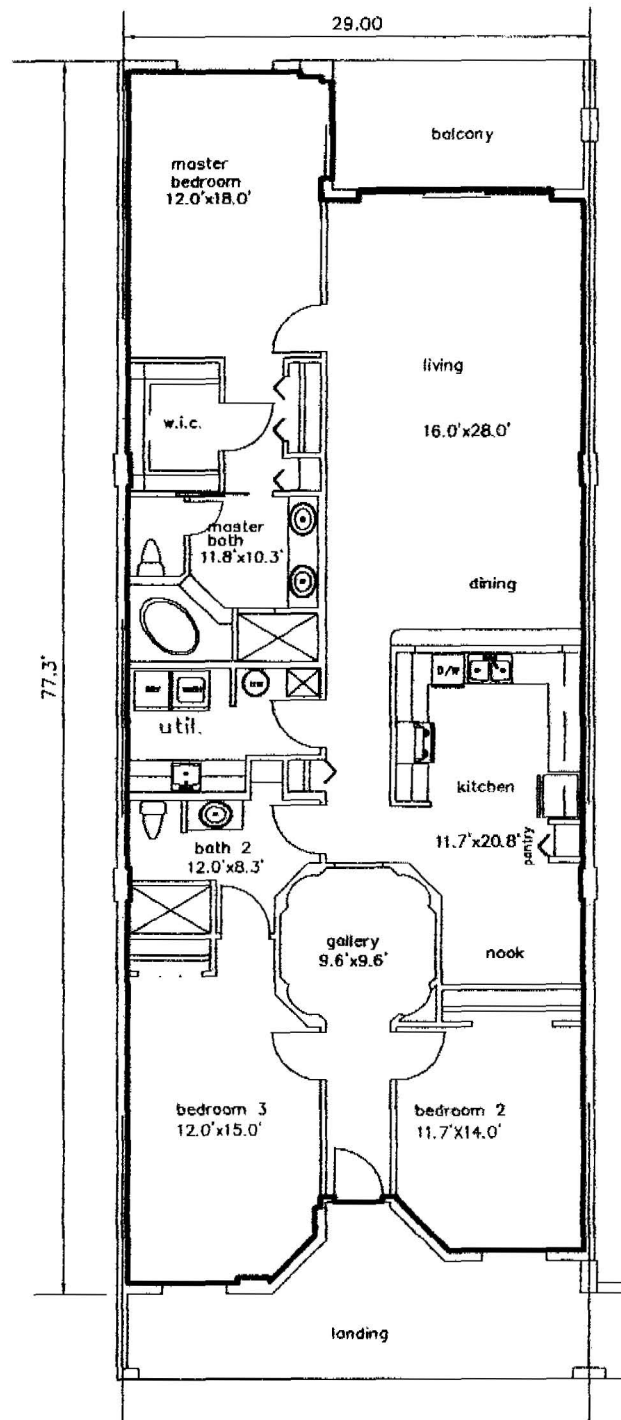 29.00
balcony
master
bedroom
12.0'x18.0'
living
16.0'x28.0'
w.i.c.
master
bath
11.8'x10.3'
dining
77.3'
D/W
util.
kitchen
11.7'x20.8'
pantry
bath 2
12.0'x8.3'
gallery
9.6'x9.6'
nook
bedroom 3
12.0'x15.0'
bedroom 2
11.7'X14.0'
landing